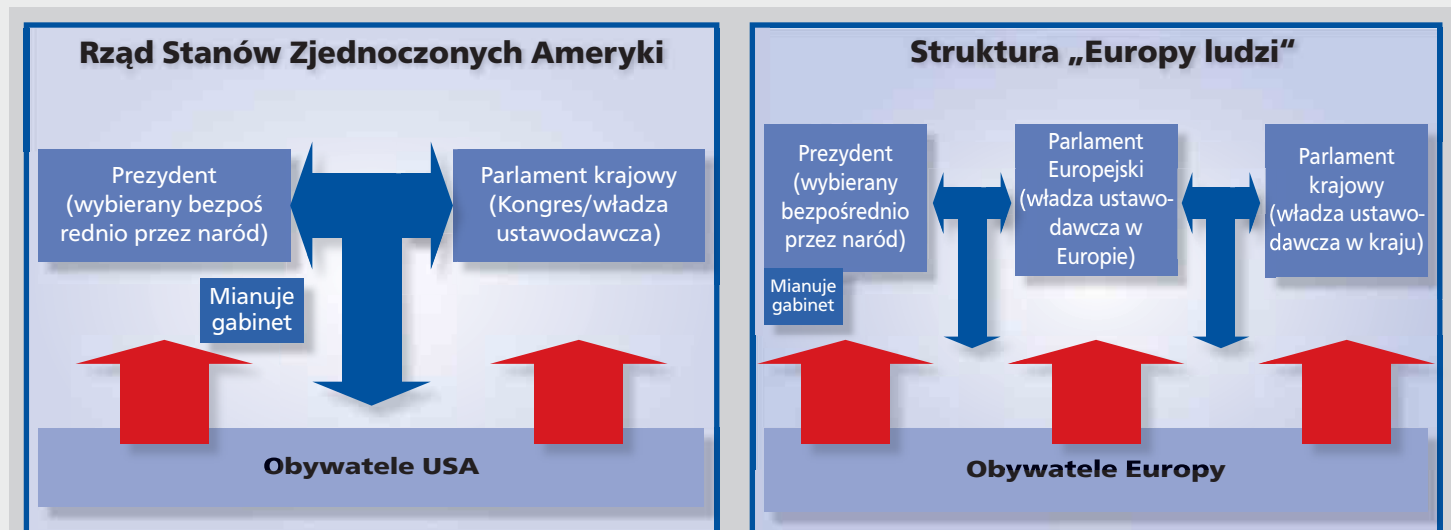 Rząd Stanów Zjednoczonych Ameryki
Prezydent
(wybierany bezpoś
rednio przez naród)
Parlament krajowy
(Kongres/władza
ustawodawcza)
Mianuje
gabinet
Obywatele USA
Struktura „Europy ludzi“
Prezydent
(wybierany
bezpośrednio
przez naród)
Mianuje
gabinet
Parlament
Europejski
(władza ustawo-
dawcza w
Europie)
Parlament
krajowy
(władza ustawo-
dawcza w kraju)
Obywatele Europy